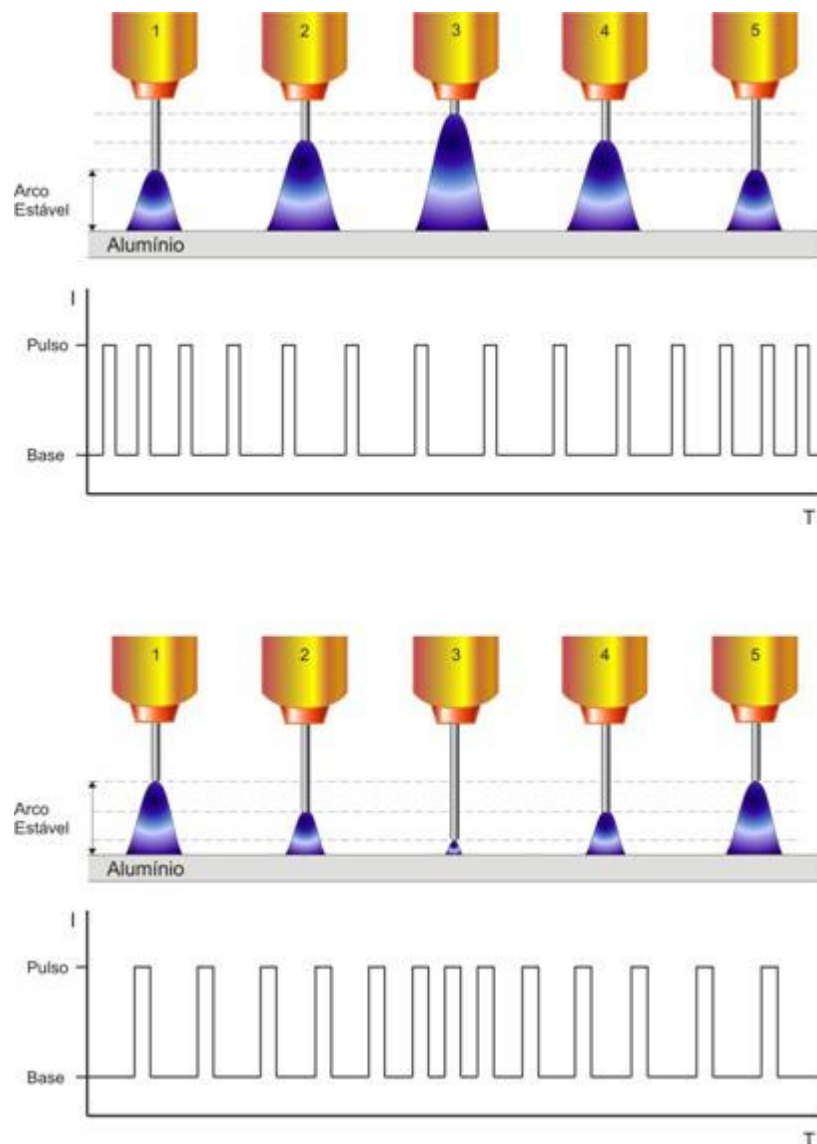 1 2 3 4 5
Arco
Estável
Alumínio
I
Pulso
Base
T
1 2 3 4 5
Arco
Estável
Alumínio
I
Pulso
Base
T